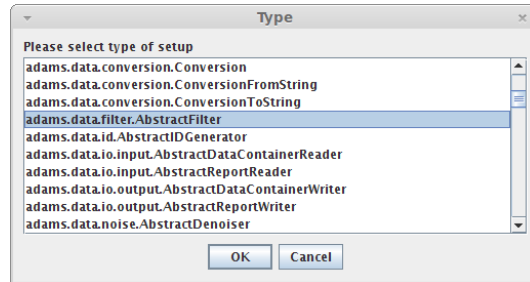 Type
Please select type of setup
adams.data.conversion.Conversion
adams.data.conversion.ConversionFromString
adams.data.conversion.ConversionToString
adams.data.filter.AbstractFilter
adams.data.id.AbstractIDGenerator
adams.data.io.input.AbstractDataContainerReader
adams.data.io.input.AbstractReportReader
adams.data.io.output.AbstractDataContainerWriter
adams.data.io.output.AbstractReportWriter
adams.data.noise.AbstractDenoiser
OK Cancel